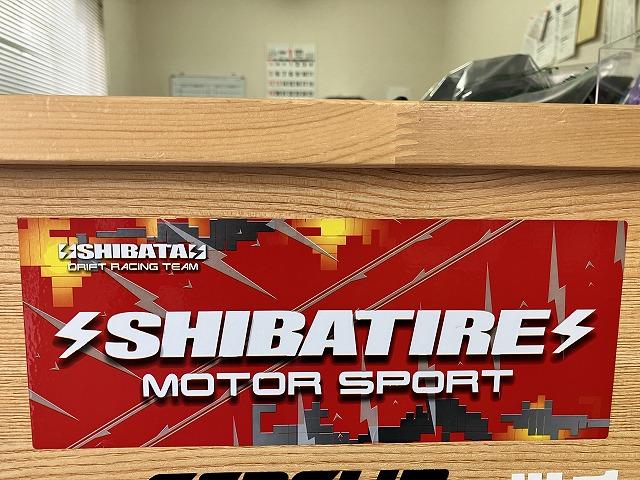 SHIBATA
DRIFT RACING TEAM
SHIBATIRE
MOTOR SPORT